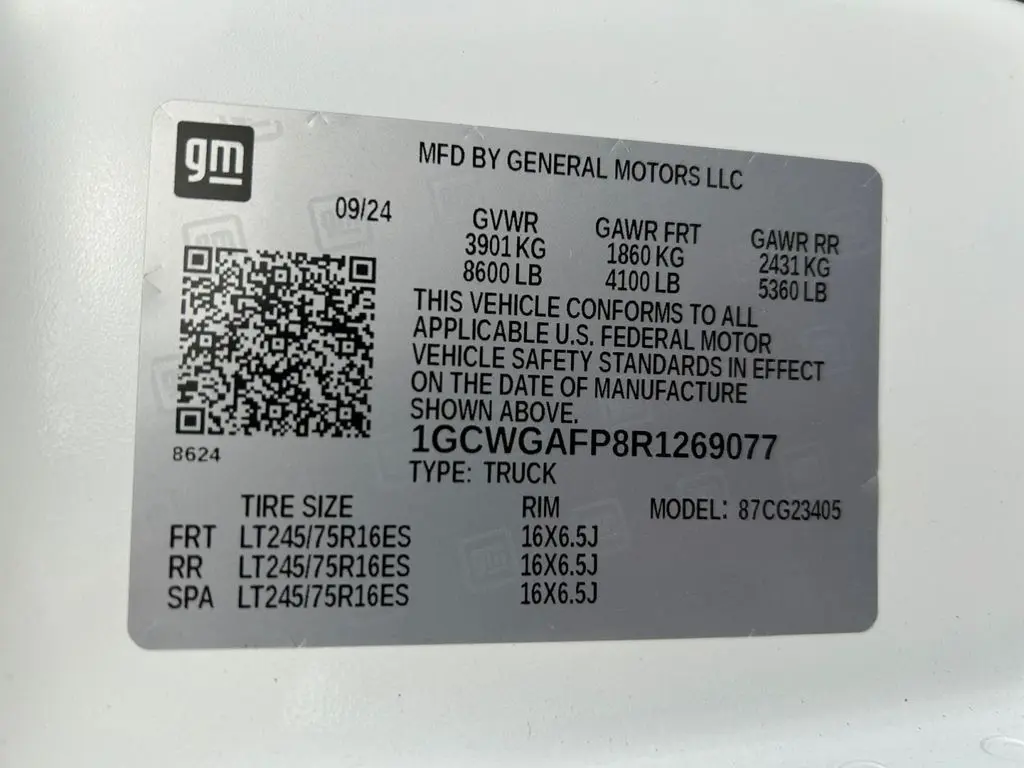 gm
MFD BY GENERAL MOTORS LLC
09/24
GVWR GAWR FRT GAWR RR
3901 KG 1860 KG 2431 KG
8600 LB 4100 LB 5360 LB
THIS VEHICLE CONFORMS TO ALL
APPLICABLE U.S. FEDERAL MOTOR
VEHICLE SAFETY STANDARDS IN EFFECT
ON THE DATE OF MANUFACTURE
SHOWN ABOVE.
8624
1GCWGAFP8R1269077
TYPE: TRUCK
TIRE SIZE RIM MODEL: 87CG23405
FRT LT245/75R16ES 16X6.5J
RR LT245/75R16ES 16X6.5J
SPA LT245/75R16ES 16X6.5J